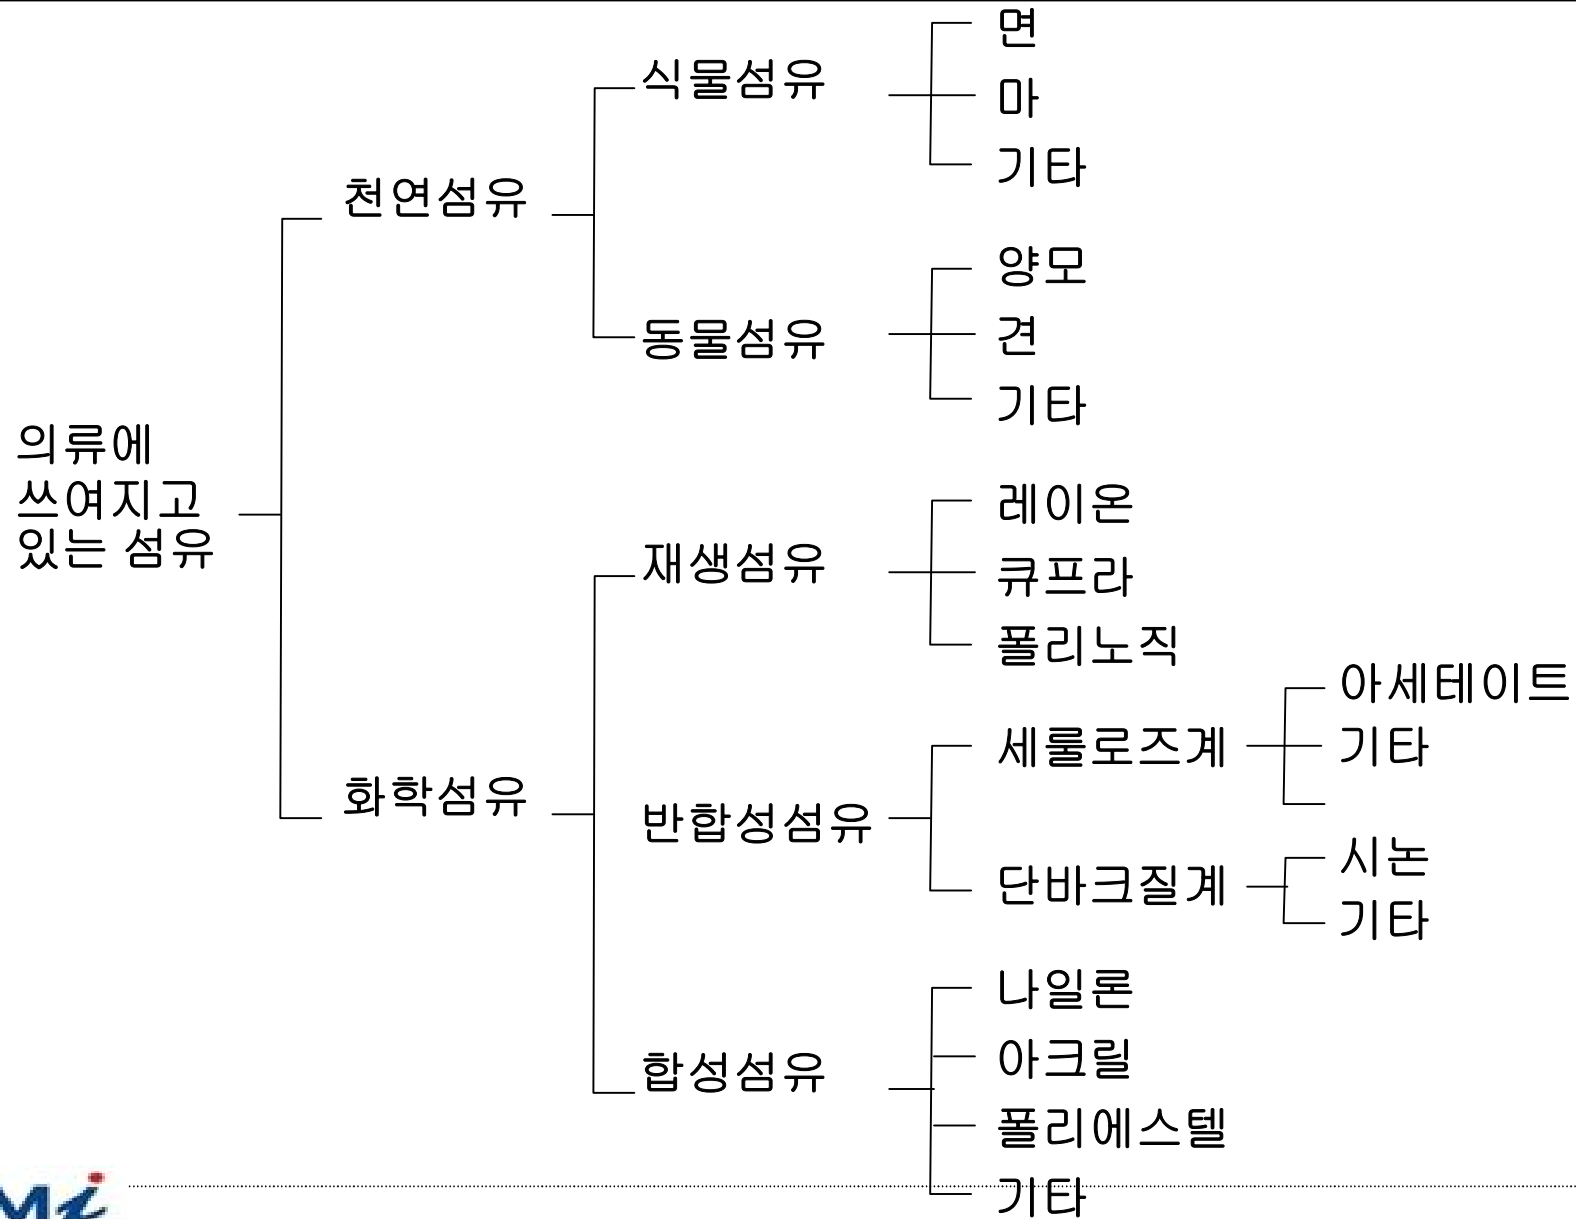 면
식물섬유
마
기타
천연섬유
양모
동물섬유
견
기타
의류에
쓰여지고
있는 섬유
레이온
재생섬유
큐프라
폴리노직
아세테이트
세룰로즈계
기타
화학섬유
반합성섬유
시논
단바크질계
기타
나일론
아크릴
합성섬유
폴리에스텔
기타
Mi